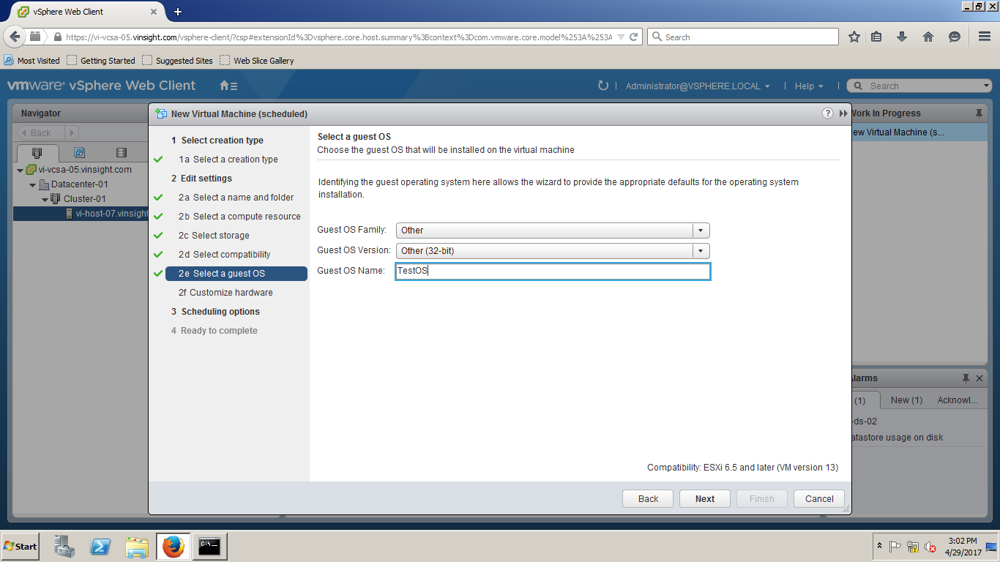 vSphere Web Client
https://vi-vcsa-05.vinsight.com/vsphere-client/?csp#extensionId%3Dvsphere.core.host.summary%3Bcontext%3Dcom.vmware.core.model%253A%253A
Search
Most Visited
Getting Started
Suggested Sites
Web Slice Gallery
vmware® vSphere Web Client
Administrator@VSPHERE.LOCAL
Help
Search
Navigator
Back
vi-vcsa-05.vinsight.com
Datacenter-01
Cluster-01
vi-host-07.vinsight
New Virtual Machine (scheduled)
1 Select creation type
1a Select a creation type
2 Edit settings
2a Select a name and folder
2b Select a compute resource
2c Select storage
2d Select compatibility
2e Select a guest OS
2f Customize hardware
3 Scheduling options
4 Ready to complete
Select a guest OS
Choose the guest OS that will be installed on the virtual machine
Identifying the guest operating system here allows the wizard to provide the appropriate defaults for the operating system
installation.
Guest OS Family: Other
Guest OS Version: Other (32-bit)
Guest OS Name: TestOS
Compatibility: ESXi 6.5 and later (VM version 13)
Back
Next
Finish
Cancel
Work In Progress
ew Virtual Machine (s...
larms
(1)
New (1)
Acknowl...
-ds-02
atastore usage on disk
Start
C:\
3:02 PM
4/29/2017